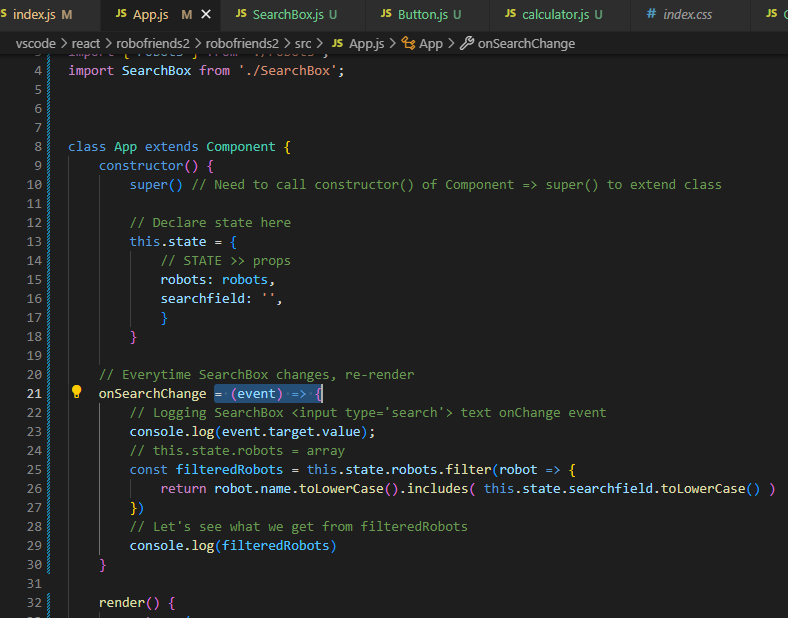 index.js M
JS App.js M
JS SearchBox.js U
JS Button.js U
JS calculator.js U
# index.css
JS
vscode > react > robofriends2 > robofriends2 > src > JS App.js > App > onSearchChange
4 import SearchBox from './SearchBox';
5
6
7
8 class App extends Component {
9 constructor() {
10 super() // Need to call constructor() of Component => super() to extend class
11
12 // Declare state here
13 this.state = {
14 // STATE >> props
15 robots: robots,
16 searchfield: '',
17 }
18 }
19
20 // Everytime SearchBox changes, re-render
21 onSearchChange = (event) => {
22 // Logging SearchBox <input type='search'> text onChange event
23 console.log(event.target.value);
24 // this.state.robots = array
25 const filteredRobots = this.state.robots.filter(robot => {
26 return robot.name.toLowerCase().includes( this.state.searchfield.toLowerCase() )
27 })
28 // Let's see what we get from filteredRobots
29 console.log(filteredRobots)
30 }
31
32 render() {